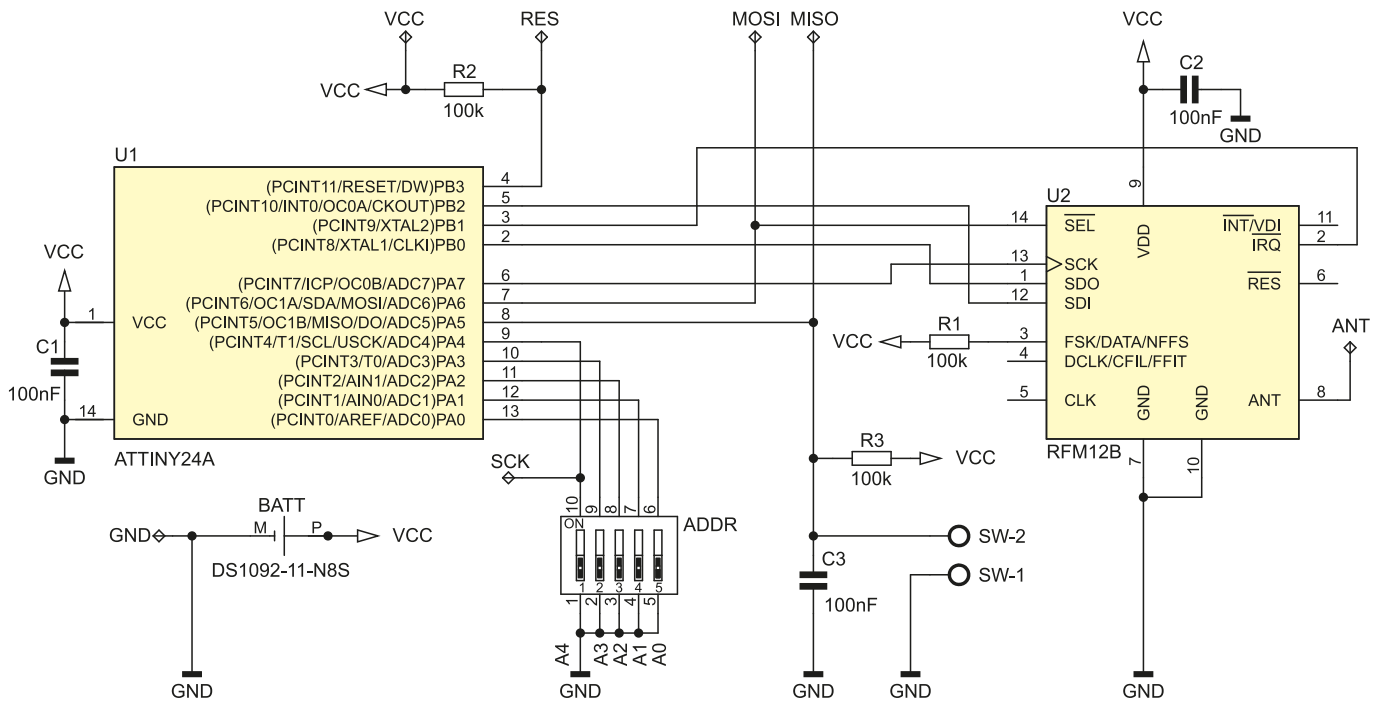 VCC RES MOSI MISO VCC
R2
VCC
100k
C2
100nF
GND
U1
(PCINT11/RESET/DW)PB3 4
(PCINT10/INT0/OC0A/CKOUT)PB2 5
(PCINT9/XTAL2)PB1 3
(PCINT8/XTAL1/CLKI)PB0 2
(PCINT7/ICP/OC0B/ADC7)PA7 6
(PCINT6/OC1A/SDA/MOSI/ADC6)PA6 7
(PCINT5/OC1B/MISO/DO/ADC5)PA5 8
(PCINT4/T1/SCL/USCK/ADC4)PA4 9
(PCINT3/T0/ADC3)PA3 10
(PCINT2/AIN1/ADC2)PA2 11
(PCINT1/AIN0/ADC1)PA1 12
(PCINT0/AREF/ADC0)PA0 13
VCC
1 VCC
C1
100nF
14 GND
GND
ATTINY24A
U2
9
VDD
14 SEL
INT/VDI 11
IRQ 2
13 SCK
1 SDO
RES 6
12 SDI
VCC R1 100k
3 FSK/DATA/NFFS
4 DCLK/CFIL/FFIT
5 CLK
GND GND
ANT 8
ANT
RFM12B
7 10
GND
R3
100k
VCC
SCK
10 9 8 7 6
ADDR
ON
1 2 3 4 5
1 2 3 4 5
A4 A3 A2 A1 A0
GND
BATT
GND M P VCC
DS1092-11-N8S
GND
SW-2
SW-1
C3
100nF
GND
GND